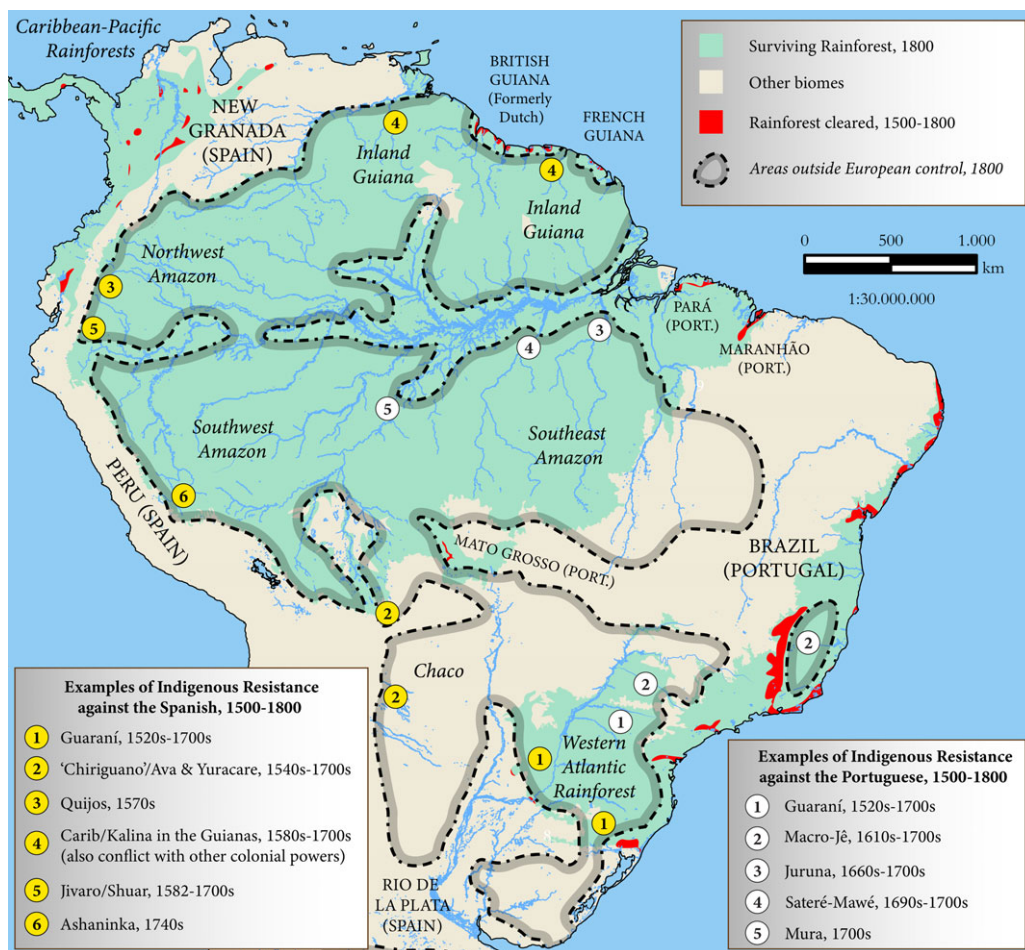 Caribbean-Pacific
Rainforests
NEW
GRANADA
(SPAIN)
BRITISH
GUIANA
(Formerly
Dutch)
FRENCH
GUIANA
Surviving Rainforest, 1800
Other biomes
Rainforest cleared, 1500-1800
Areas outside European control, 1800
0 500 1.000
km
1:30.000.000
4
Inland
Guiana
4
Inland
Guiana
Northwest
Amazon
3
5
PARÁ
(PORT.)
MARANHÃO
(PORT.)
3
4
5
Southwest
Amazon
Southeast
Amazon
6
PERU (SPAIN)
MATO GROSSO (PORT.)
BRAZIL
(PORTUGAL)
2
2
Chaco
2
2
1
1
Western
Atlantic
Rainforest
1
8
RIO DE
LA PLATA
(SPAIN)
Examples of Indigenous Resistance
against the Spanish, 1500-1800
1 Guaraní, 1520s-1700s
2 ‘Chiriguano’/Ava & Yuracare, 1540s-1700s
3 Quijos, 1570s
4 Carib/Kalina in the Guianas, 1580s-1700s
(also conflict with other colonial powers)
5 Jivaro/Shuar, 1582-1700s
6 Ashaninka, 1740s
Examples of Indigenous Resistance
against the Portuguese, 1500-1800
1 Guaraní, 1520s-1700s
2 Macro-Jê, 1610s-1700s
3 Juruna, 1660s-1700s
4 Sateré-Mawé, 1690s-1700s
5 Mura, 1700s